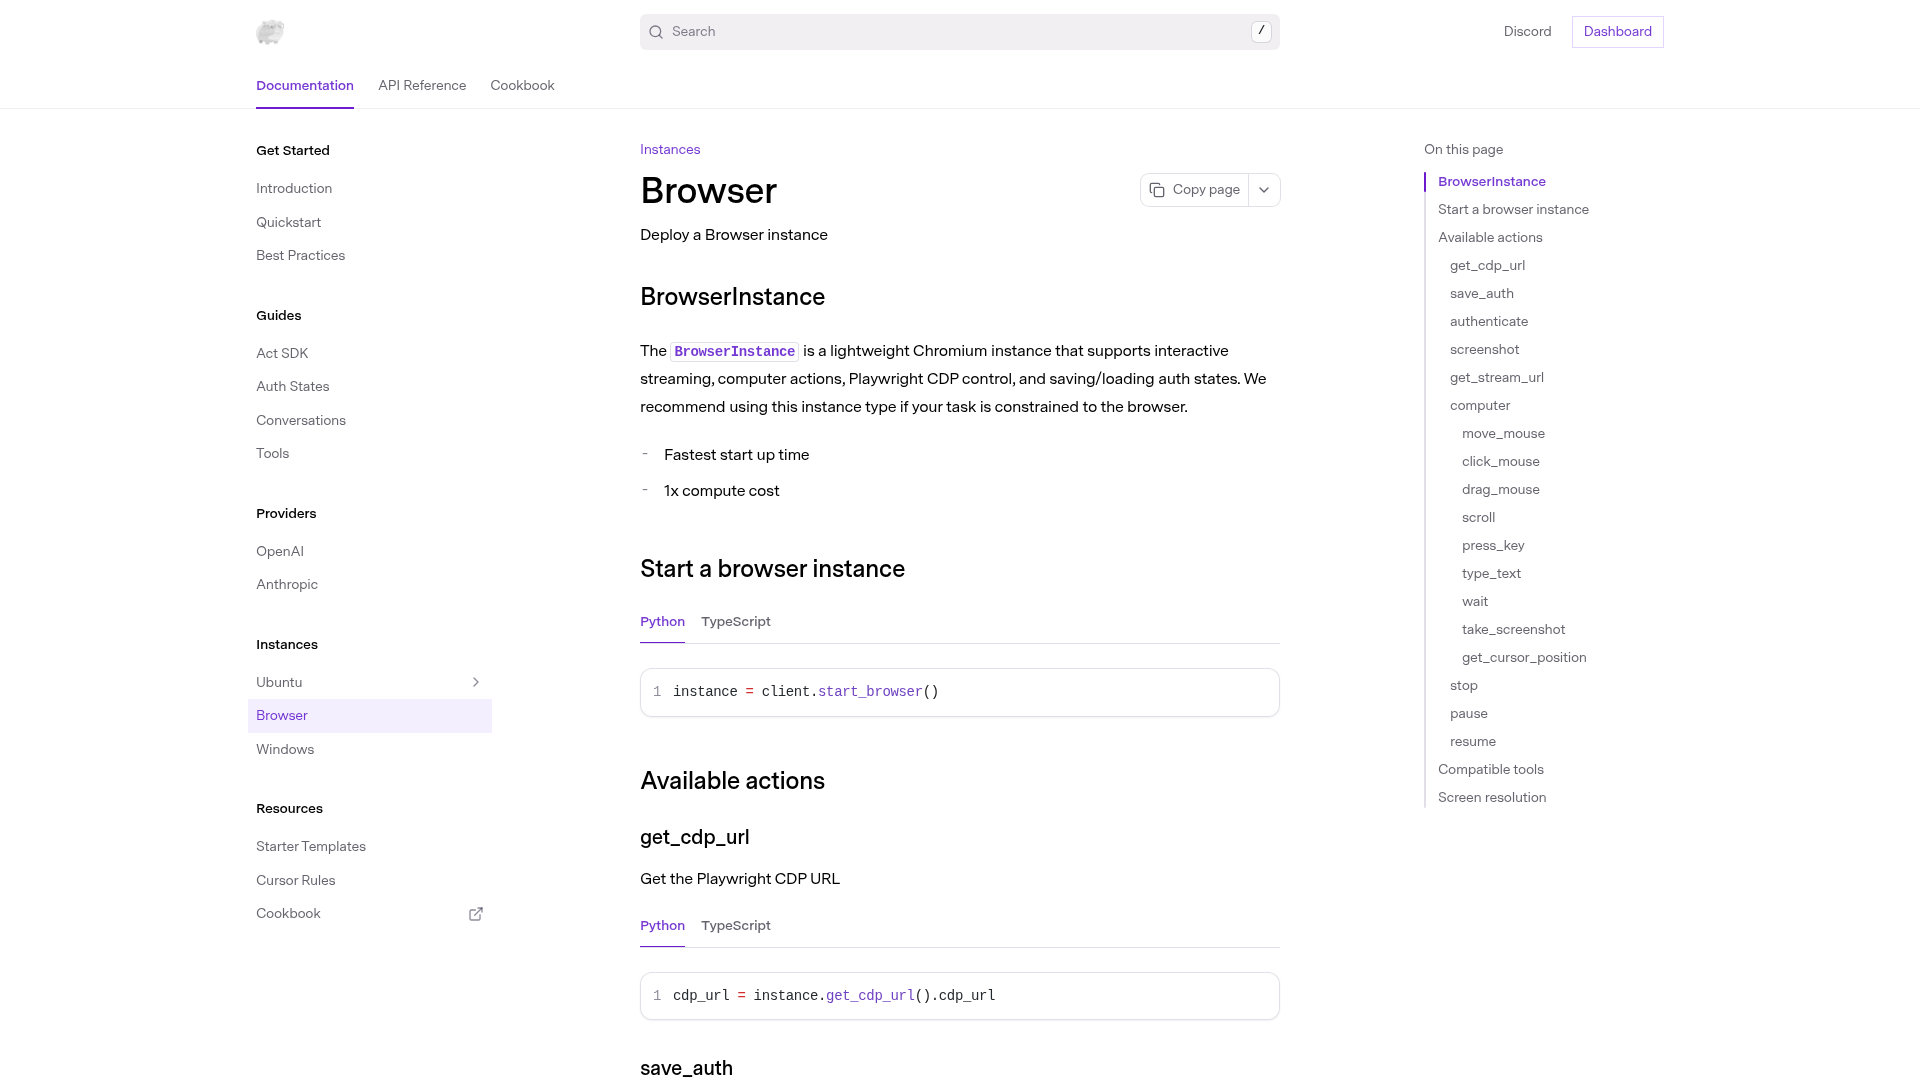 Search
/
Discord
Dashboard
Documentation
API Reference
Cookbook
Get Started
Introduction
Quickstart
Best Practices
Guides
Act SDK
Auth States
Conversations
Tools
Providers
OpenAI
Anthropic
Instances
Ubuntu
Browser
Windows
Resources
Starter Templates
Cursor Rules
Cookbook
Instances
Browser
Copy page
Deploy a Browser instance
BrowserInstance
The BrowserInstance is a lightweight Chromium instance that supports interactive
streaming, computer actions, Playwright CDP control, and saving/loading auth states. We
recommend using this instance type if your task is constrained to the browser.
- Fastest start up time
- 1x compute cost
Start a browser instance
Python TypeScript
1 instance = client.start_browser()
Available actions
get_cdp_url
Get the Playwright CDP URL
Python TypeScript
1 cdp_url = instance.get_cdp_url().cdp_url
save_auth
On this page
BrowserInstance
Start a browser instance
Available actions
get_cdp_url
save_auth
authenticate
screenshot
get_stream_url
computer
move_mouse
click_mouse
drag_mouse
scroll
press_key
type_text
wait
take_screenshot
get_cursor_position
stop
pause
resume
Compatible tools
Screen resolution